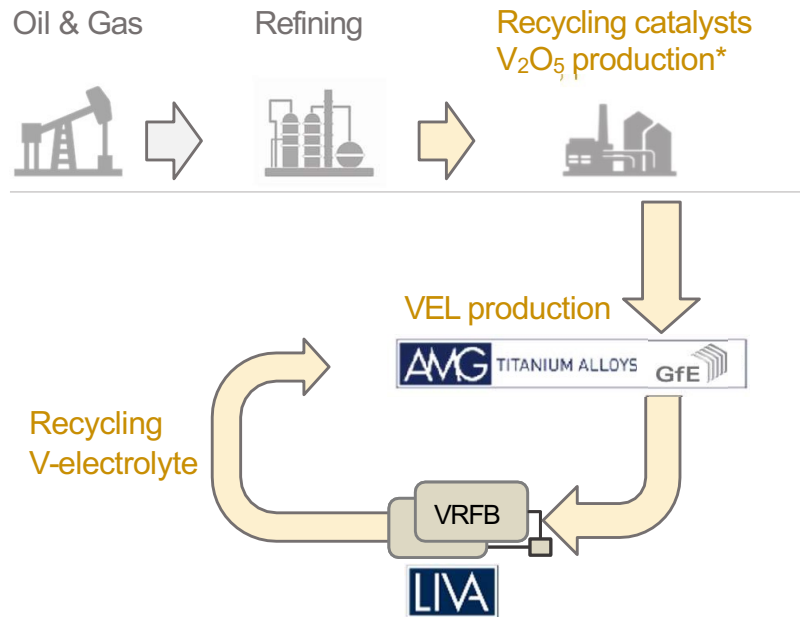 Oil & Gas
Refining
Recycling catalysts
V₂O₅ production*
VEL production
AMG TITANIUM ALLOYS GfE
Recycling
V-electrolyte
VRFB
LIVA